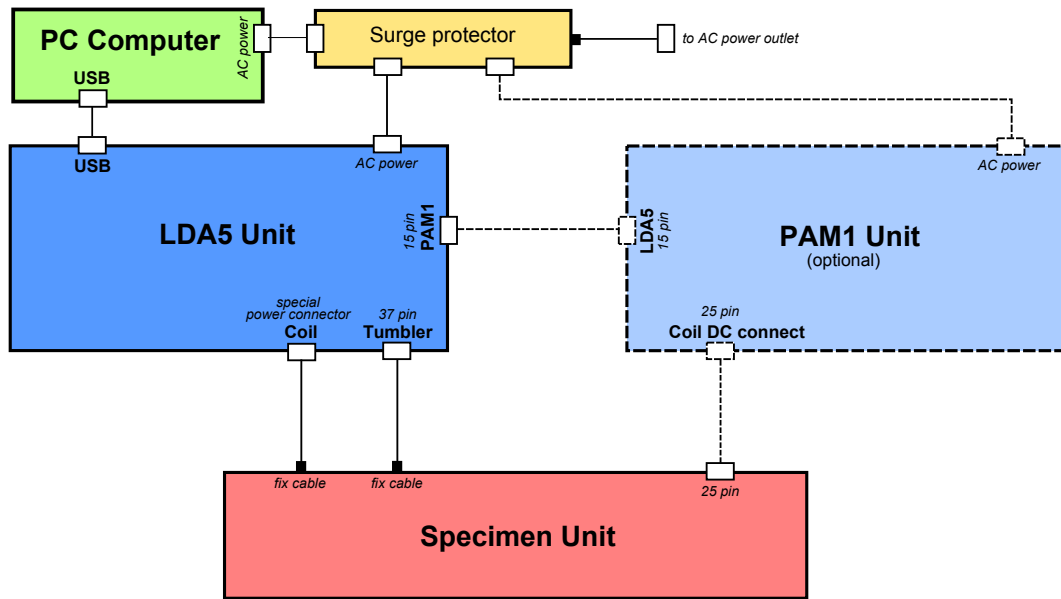 PC Computer
AC power
USB
Surge protector
to AC power outlet
USB
AC power
LDA5 Unit
15 pin
PAM1
special
power connector
Coil
37 pin
Tumbler
AC power
LDA5
15 pin
PAM1 Unit
(optional)
25 pin
Coil DC connect
fix cable
fix cable
25 pin
Specimen Unit